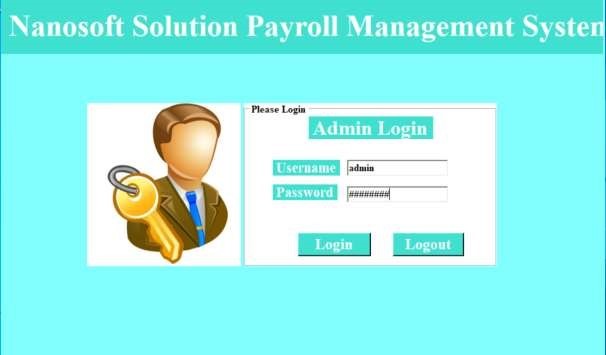 Nanosoft Solution Payroll Management System
Please Login
Admin Login
Username admin
Password ########
Login Logout